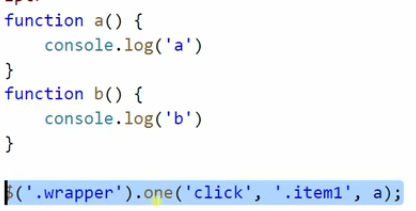 function a() {
    console.log('a')
}
function b() {
    console.log('b')
}
$('.wrapper').one('click', '.item1', a);